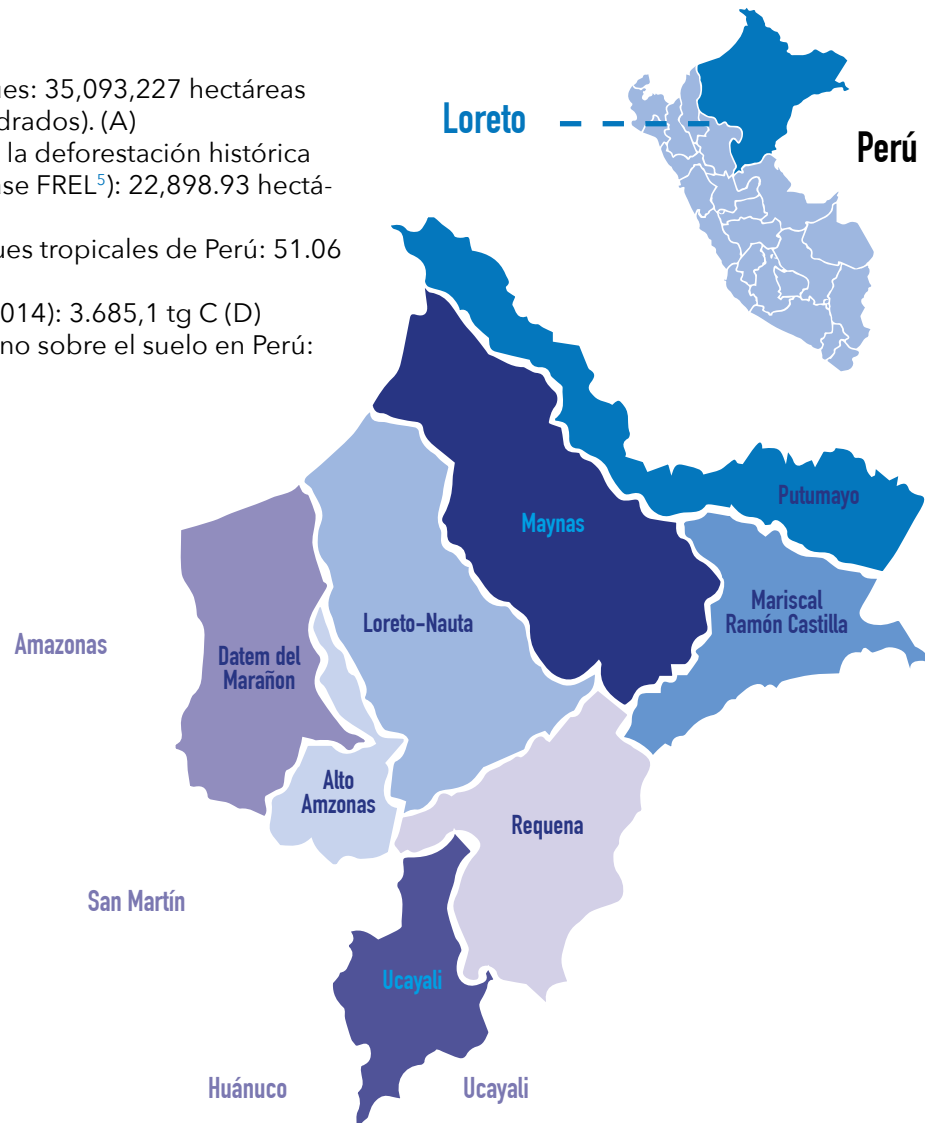 ues: 35,093,227 hectáreas
drados). (A)
la deforestación histórica
ase FREL⁵): 22,898.93 hectá-
ues tropicales de Perú: 51.06
014): 3.685,1 tg C (D)
no sobre el suelo en Perú:
Loreto
Perú
Putumayo
Maynas
Mariscal
Ramón Castilla
Loreto-Nauta
Amazonas
Datem del
Marañon
Alto
Amzonas
Requena
San Martín
Ucayali
Huánuco
Ucayali